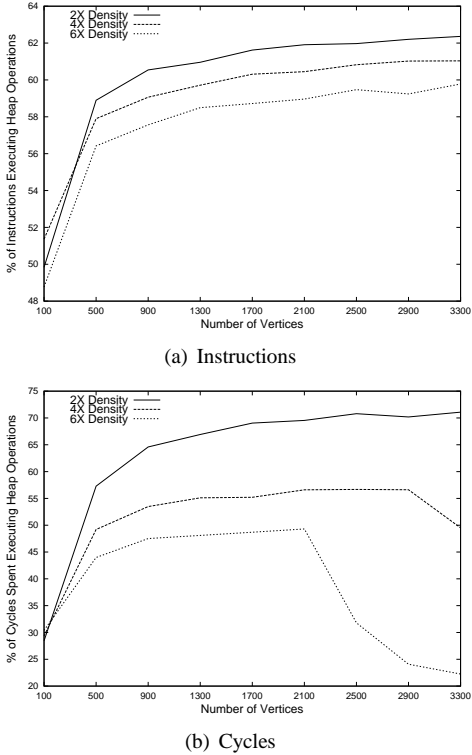 64
62
60
58
56
54
52
50
48
% of Instructions Executing Heap Operations
2X Density
4X Density
6X Density
100 500 900 1300 1700 2100 2500 2900 3300
Number of Vertices
(a) Instructions
75
70
65
60
55
50
45
40
35
30
25
20
% of Cycles Spent Executing Heap Operations
2X Density
4X Density
6X Density
100 500 900 1300 1700 2100 2500 2900 3300
Number of Vertices
(b) Cycles